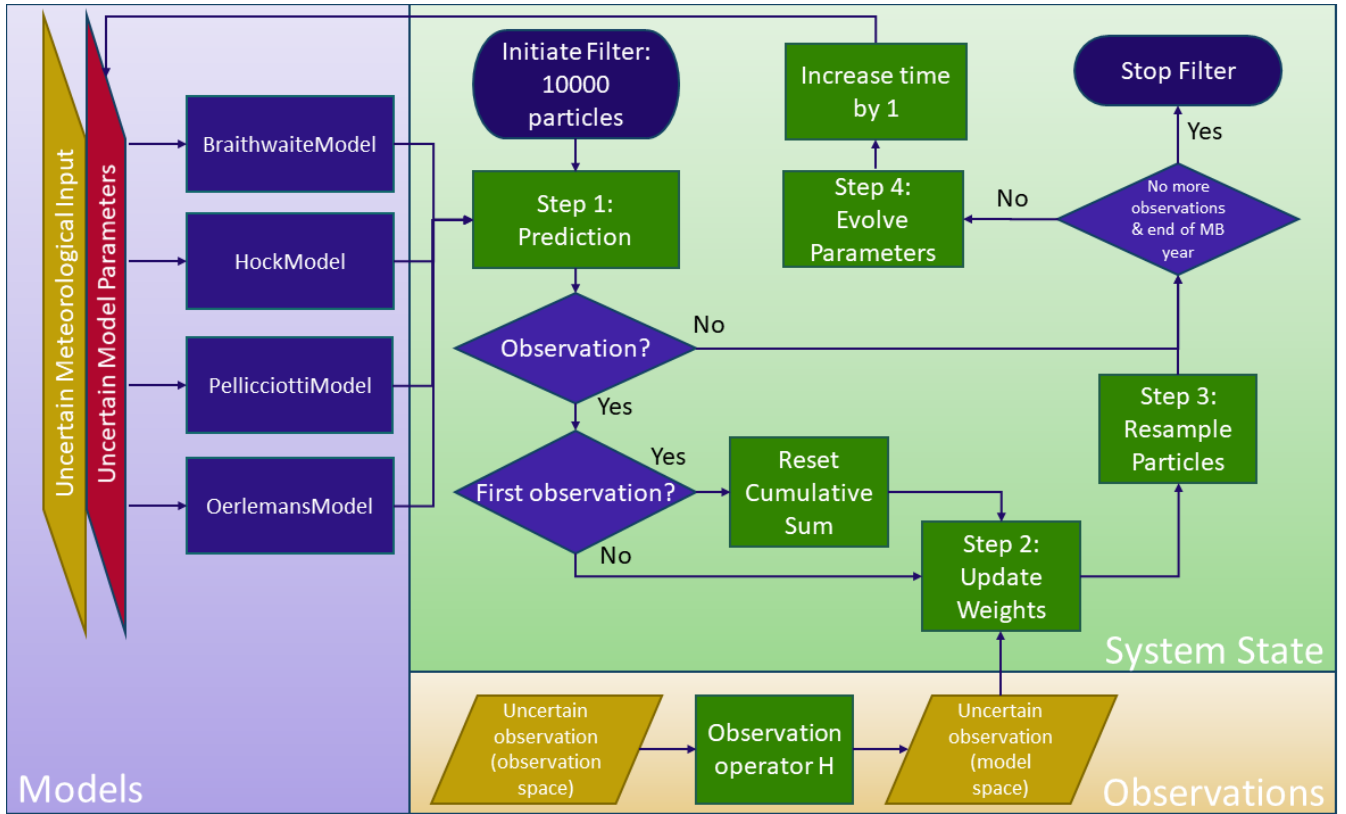 Uncertain Meteorological Input
Uncertain Model Parameters
BraithwaiteModel
HockModel
PellicciottiModel
OerlemansModel
Models
Initiate Filter:
10000
particles
Step 1:
Prediction
Observation?
No
Yes
First observation?
Yes
No
Reset
Cumulative
Sum
Step 2:
Update
Weights
Step 3:
Resample
Particles
No more
observations
& end of MB
year
No
Yes
Stop Filter
Step 4:
Evolve
Parameters
Increase time
by 1
System State
Uncertain
observation
(observation
space)
Observation
operator H
Uncertain
observation
(model
space)
Observations